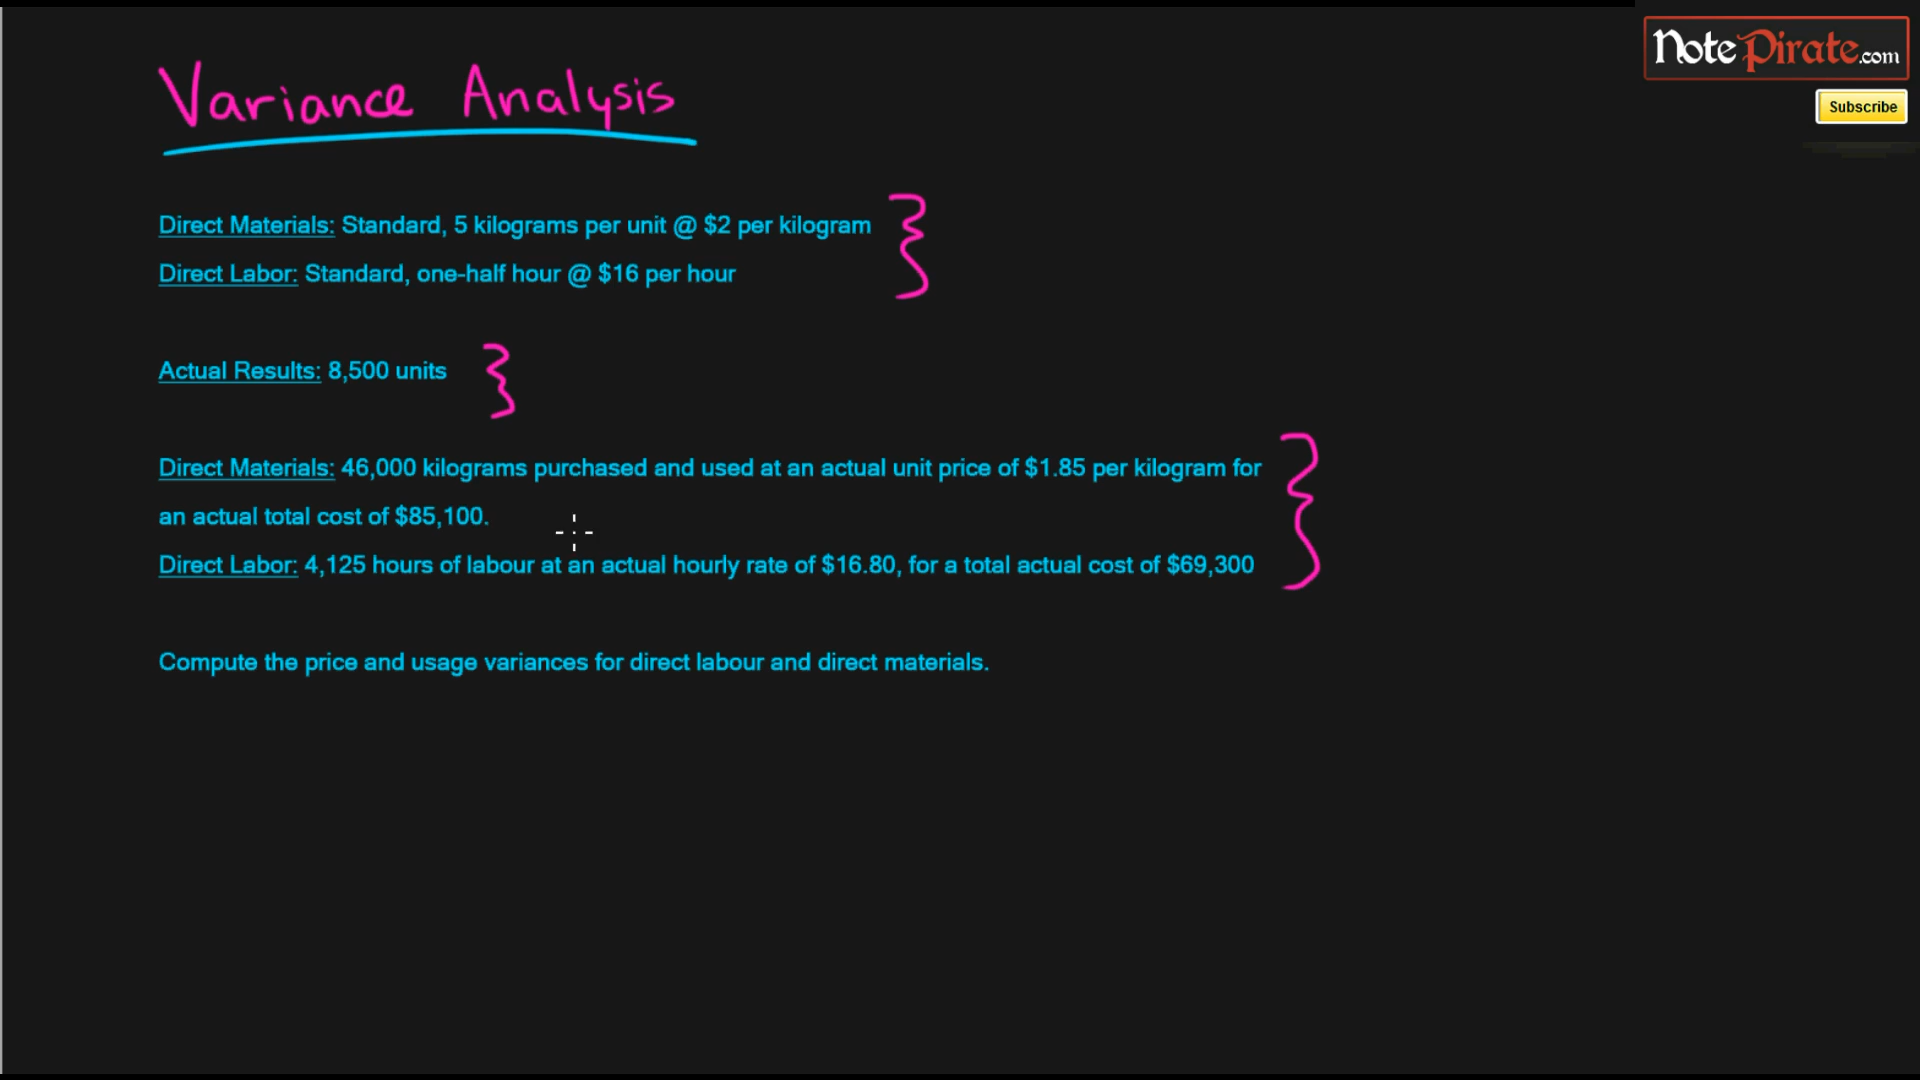 NotePirate.com
Subscribe
Variance Analysis
Direct Materials: Standard, 5 kilograms per unit @ $2 per kilogram
Direct Labor: Standard, one-half hour @ $16 per hour
Actual Results: 8,500 units
Direct Materials: 46,000 kilograms purchased and used at an actual unit price of $1.85 per kilogram for
an actual total cost of $85,100.
Direct Labor: 4,125 hours of labour at an actual hourly rate of $16.80, for a total actual cost of $69,300
Compute the price and usage variances for direct labour and direct materials.